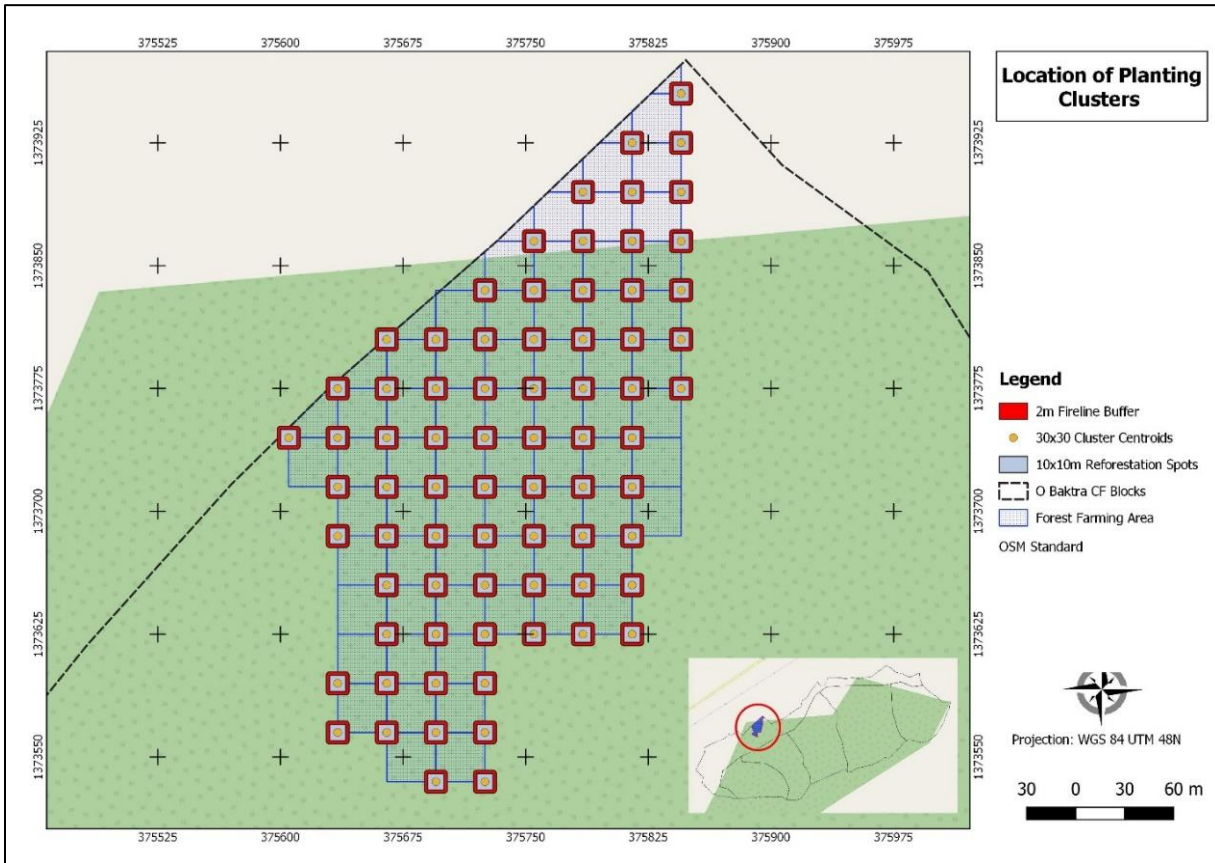 375525 375600 375675 375750 375825 375900 375975
Location of Planting
Clusters
1373925 1373925
1373850 1373850
1373775 1373775
1373700 1373700
1373625 1373625
1373550 1373550
Legend
2m Fireline Buffer
30x30 Cluster Centroids
10x10m Reforestation Spots
O Baktra CF Blocks
Forest Farming Area
OSM Standard
Projection: WGS 84 UTM 48N
30 0 30 60 m
375525 375600 375675 375750 375825 375900 375975